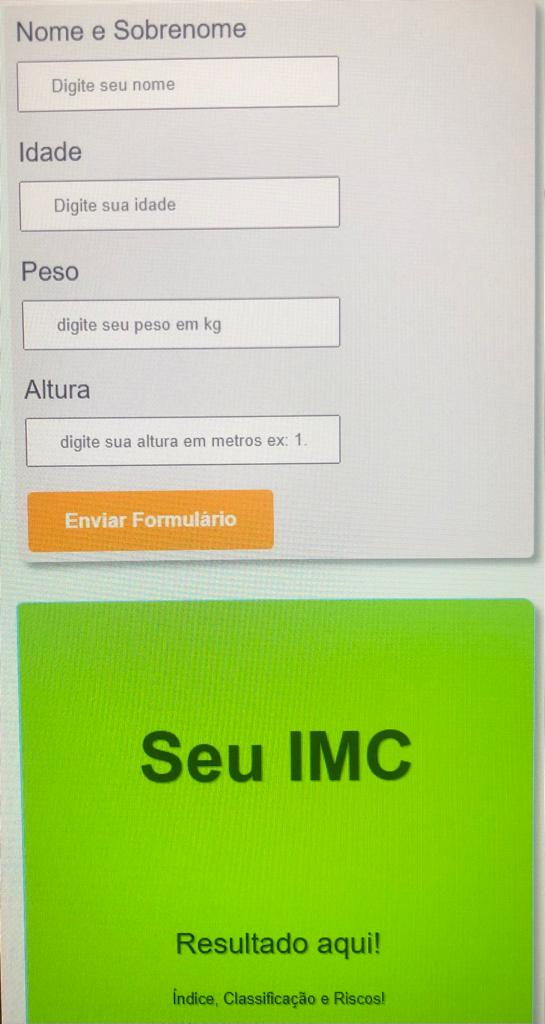 Nome e Sobrenome
Digite seu nome
Idade
Digite sua idade
Peso
digite seu peso em kg
Altura
digite sua altura em metros ex: 1.
Enviar Formulário
Seu IMC
Resultado aqui!
Índice, Classificação e Riscos!